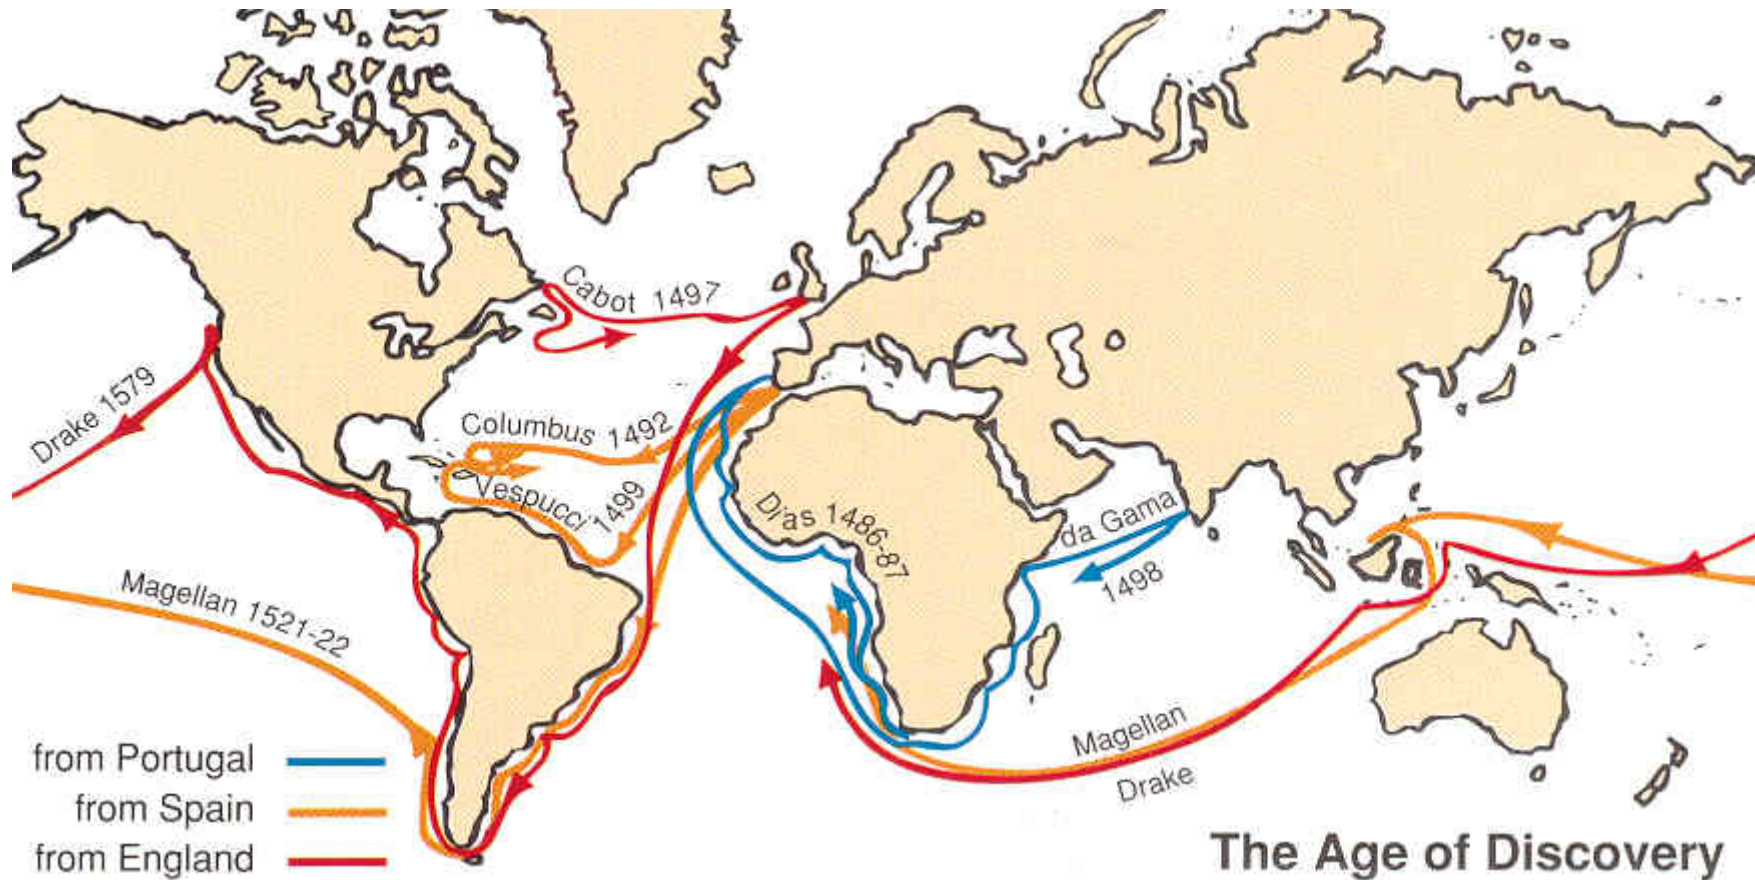 Cabot 1497
Drake 1579
Columbus 1492
Vespucci 1499
Dias 1486-87
da Gama
1498
Magellan 1521-22
Magellan
Drake
from Portugal
from Spain
from England
The Age of Discovery